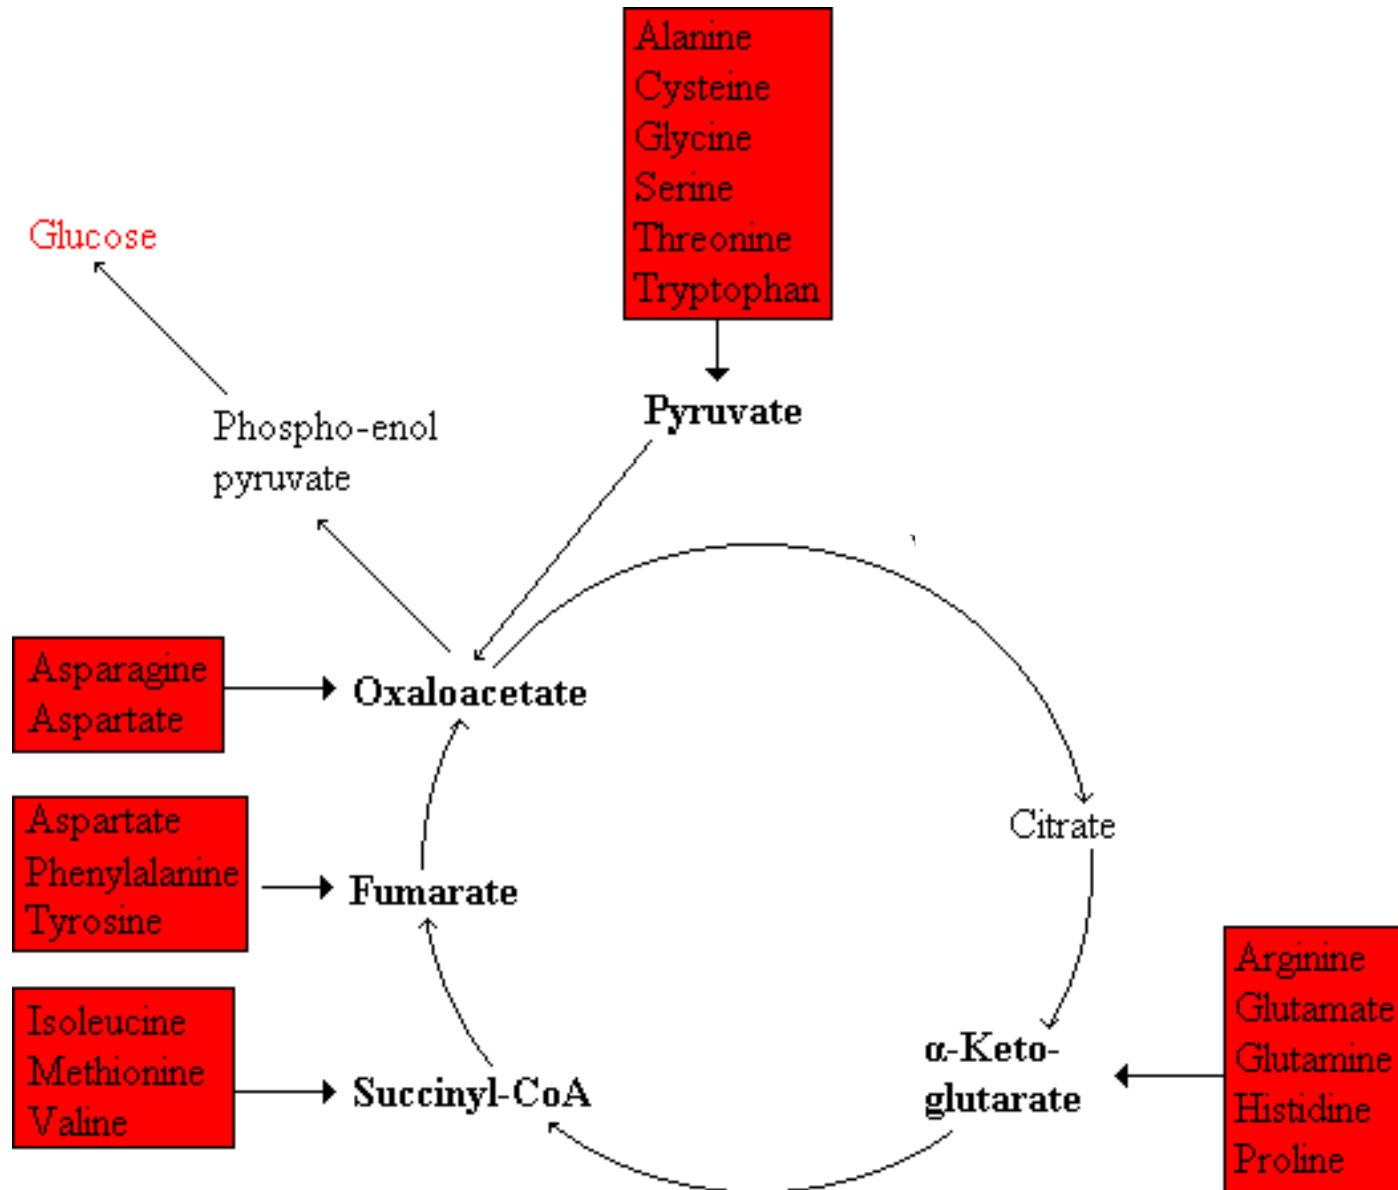 Alanine
Cysteine
Glycine
Serine
Threonine
Tryptophan
Glucose
Pyruvate
Phospho-enol
pyruvate
Asparagine
Aspartate
Oxaloacetate
Aspartate
Phenylalanine
Tyrosine
Fumarate
Citrate
Isoleucine
Methionine
Valine
Succinyl-CoA
α-Keto-
glutarate
Arginine
Glutamate
Glutamine
Histidine
Proline